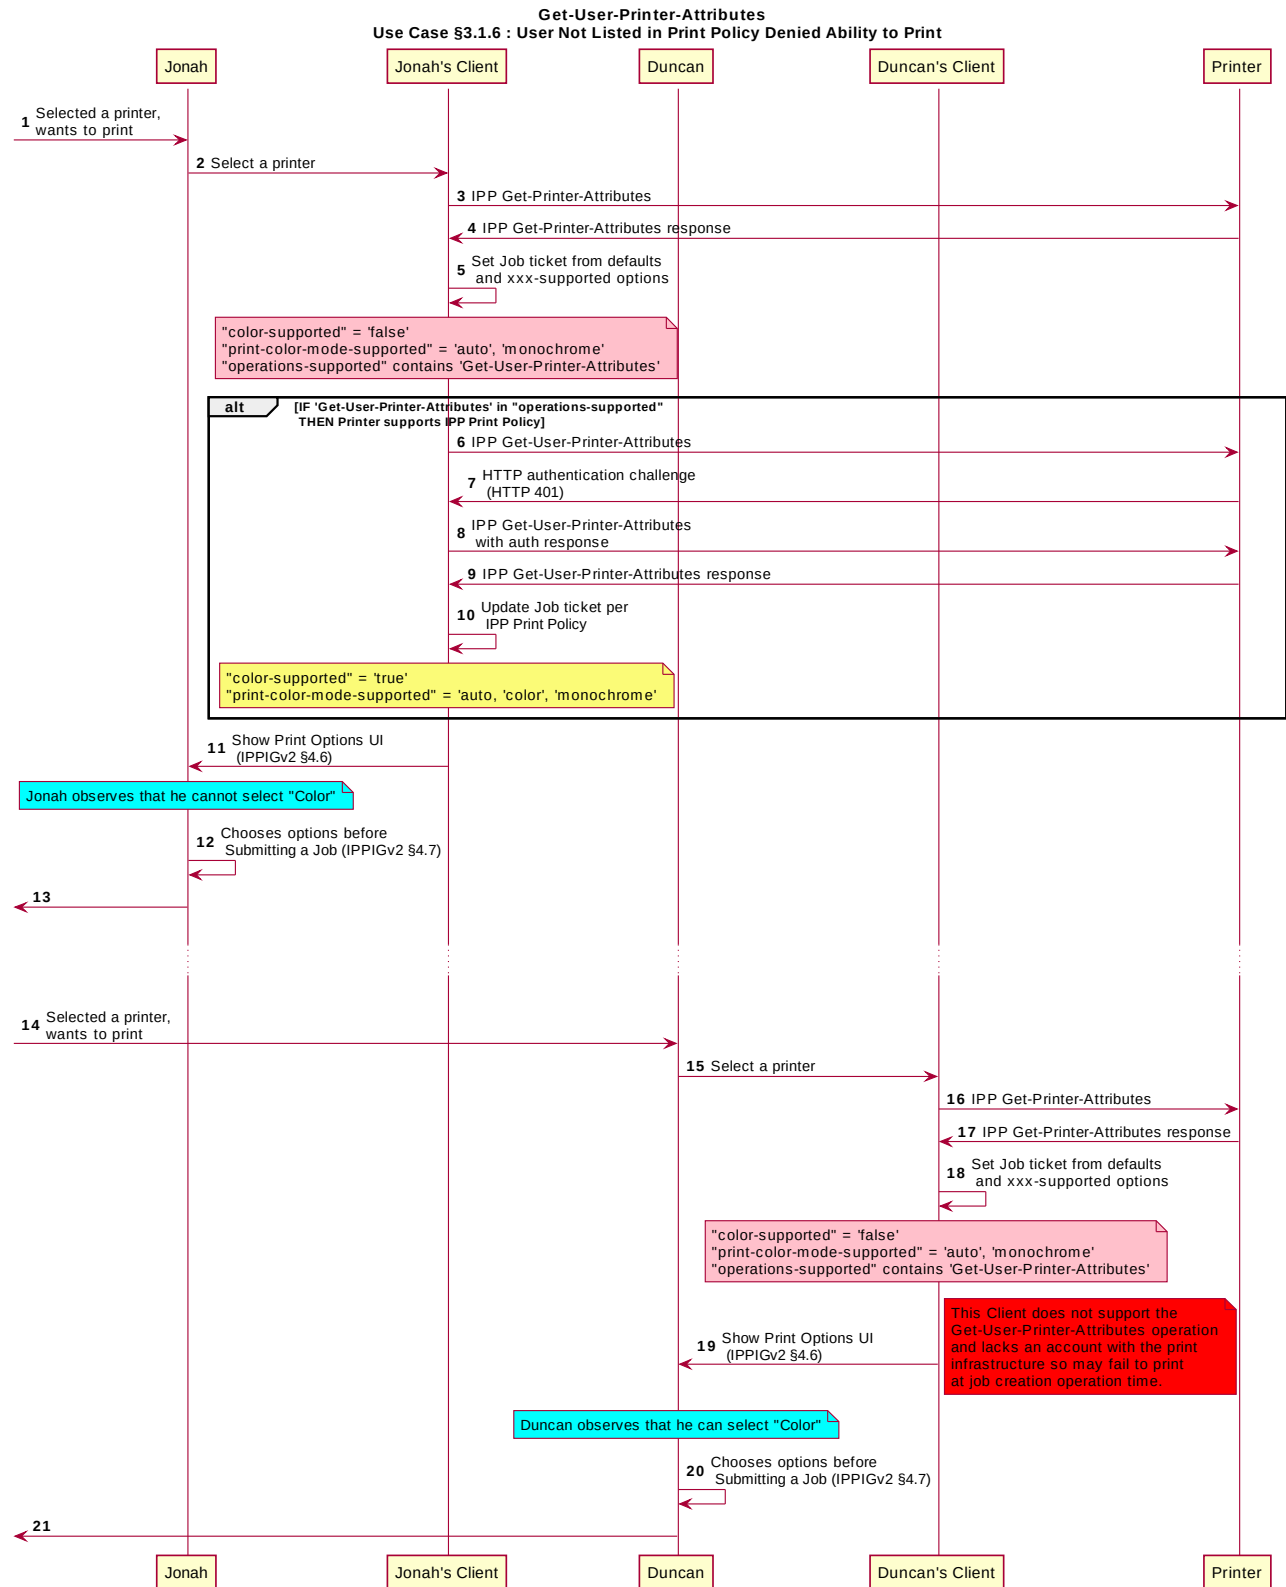 Get-User-Printer-Attributes
Use Case §3.1.6 : User Not Listed in Print Policy Denied Ability to Print
Jonah
Jonah's Client
Duncan
Duncan's Client
Printer
1 Selected a printer,
wants to print
2 Select a printer
3 IPP Get-Printer-Attributes
4 IPP Get-Printer-Attributes response
5 Set Job ticket from defaults
and xxx-supported options
"color-supported" = 'false'
"print-color-mode-supported" = 'auto', 'monochrome'
"operations-supported" contains 'Get-User-Printer-Attributes'
alt
[IF 'Get-User-Printer-Attributes' in "operations-supported"
THEN Printer supports IPP Print Policy]
6 IPP Get-User-Printer-Attributes
7 HTTP authentication challenge
(HTTP 401)
8 IPP Get-User-Printer-Attributes
with auth response
9 IPP Get-User-Printer-Attributes response
10 Update Job ticket per
IPP Print Policy
"color-supported" = 'true'
"print-color-mode-supported" = 'auto, 'color', 'monochrome'
11 Show Print Options UI
(IPPIGv2 §4.6)
Jonah observes that he cannot select "Color"
12 Chooses options before
Submitting a Job (IPPIGv2 §4.7)
13
14 Selected a printer,
wants to print
15 Select a printer
16 IPP Get-Printer-Attributes
17 IPP Get-Printer-Attributes response
18 Set Job ticket from defaults
and xxx-supported options
"color-supported" = 'false'
"print-color-mode-supported" = 'auto', 'monochrome'
"operations-supported" contains 'Get-User-Printer-Attributes'
This Client does not support the
Get-User-Printer-Attributes operation
and lacks an account with the print
infrastructure so may fail to print
at job creation operation time.
19 Show Print Options UI
(IPPIGv2 §4.6)
Duncan observes that he can select "Color"
20 Chooses options before
Submitting a Job (IPPIGv2 §4.7)
21
Jonah
Jonah's Client
Duncan
Duncan's Client
Printer